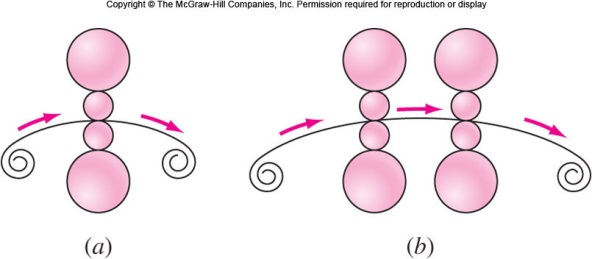 Copyright © The McGraw-Hill Companies, Inc. Permission required for reproduction or display
(a)
(b)